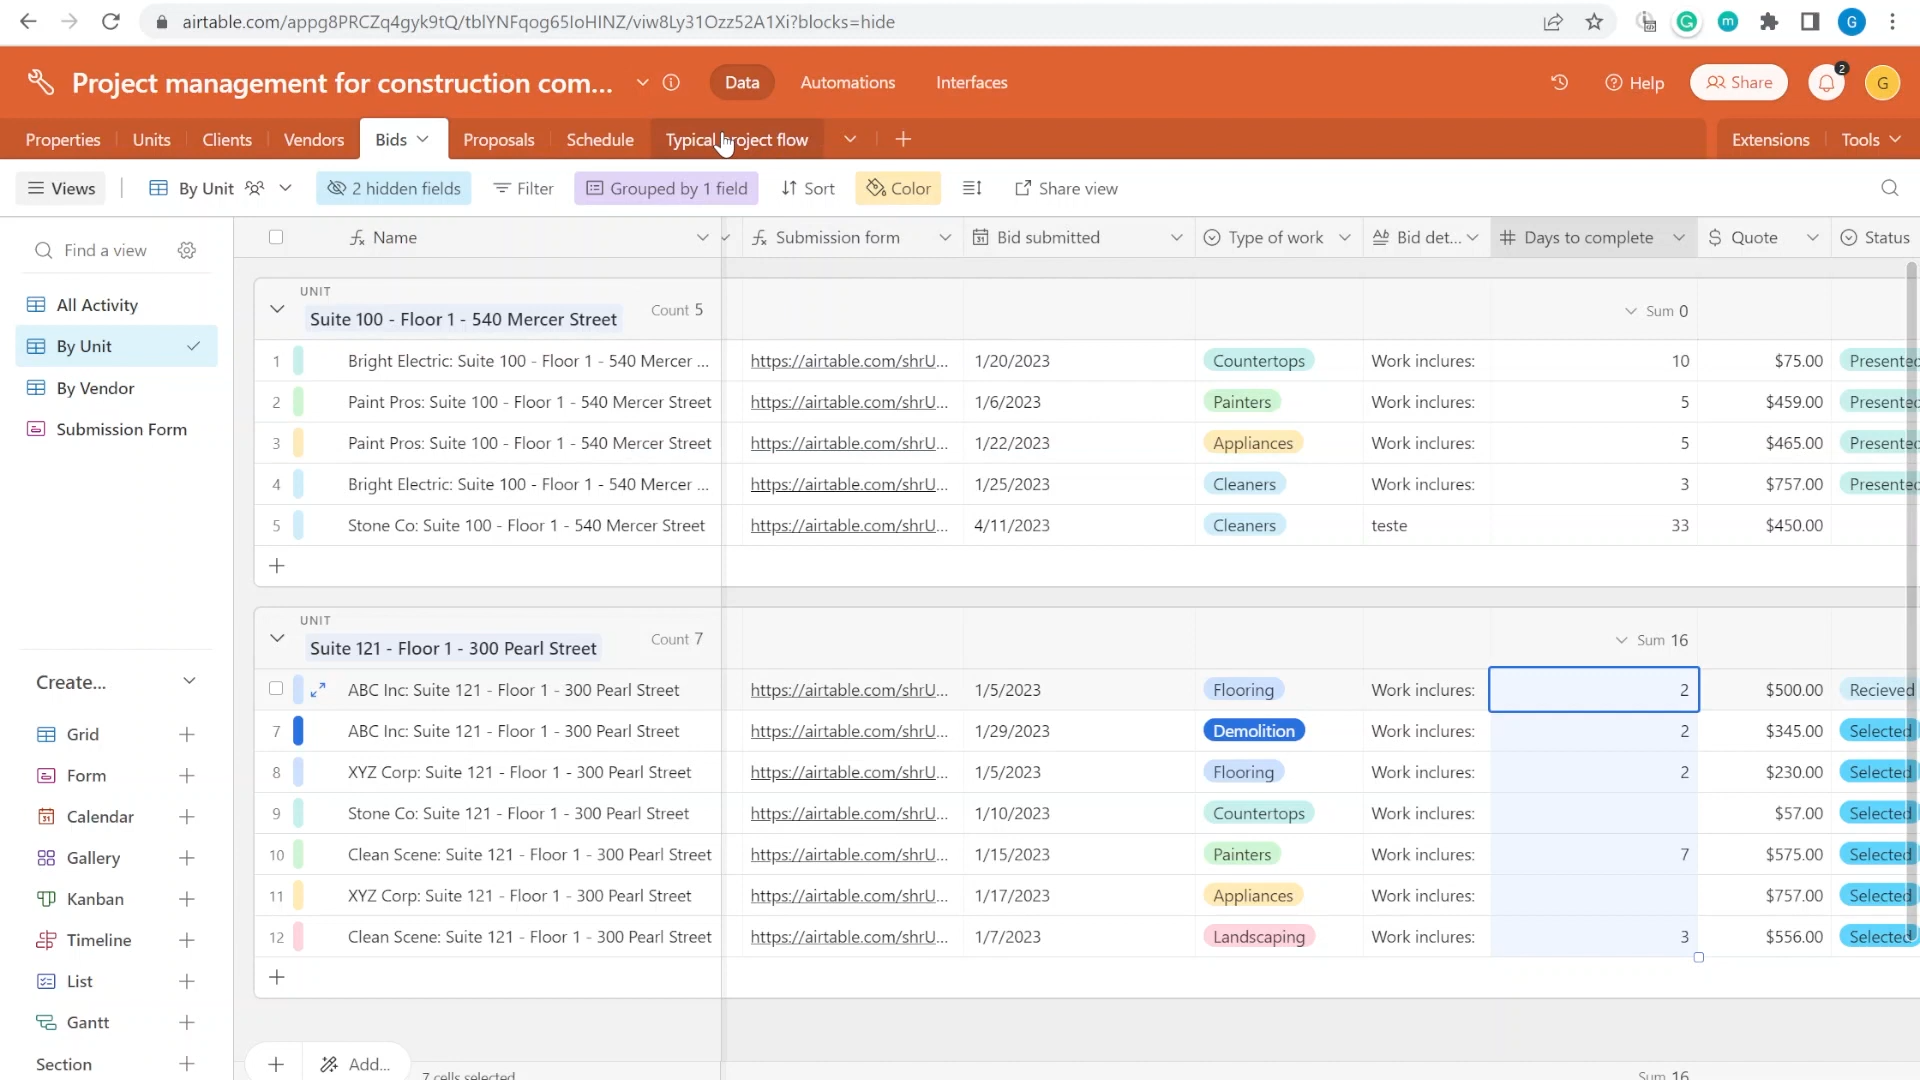 airtable.com/appg8PRCZq4gyk9tQ/tblYNFqog65IoHINZ/viw8Ly31Ozz52A1Xi?blocks=hide
G
Project management for construction com...
Data
Automations
Interfaces
Help
Share
2
G
Properties
Units
Clients
Vendors
Bids
Proposals
Schedule
Typical project flow
Extensions
Tools
Views
By Unit
2 hidden fields
Filter
Grouped by 1 field
Sort
Color
Share view
Find a view
All Activity
By Unit
By Vendor
Submission Form
Create...
Grid
Form
Calendar
Gallery
Kanban
Timeline
List
Gantt
Section
Name Submission form Bid submitted Type of work Bid det... Days to complete Quote Status
UNIT
Suite 100 - Floor 1 - 540 Mercer Street Count 5 Sum 0
1 Bright Electric: Suite 100 - Floor 1 - 540 Mercer ... https://airtable.com/shrU... 1/20/2023 Countertops Work inclures: 10 $75.00 Presented
2 Paint Pros: Suite 100 - Floor 1 - 540 Mercer Street https://airtable.com/shrU... 1/6/2023 Painters Work inclures: 5 $459.00 Presented
3 Paint Pros: Suite 100 - Floor 1 - 540 Mercer Street https://airtable.com/shrU... 1/22/2023 Appliances Work inclures: 5 $465.00 Presented
4 Bright Electric: Suite 100 - Floor 1 - 540 Mercer ... https://airtable.com/shrU... 1/25/2023 Cleaners Work inclures: 3 $757.00 Presented
5 Stone Co: Suite 100 - Floor 1 - 540 Mercer Street https://airtable.com/shrU... 4/11/2023 Cleaners teste 33 $450.00
UNIT
Suite 121 - Floor 1 - 300 Pearl Street Count 7 Sum 16
ABC Inc: Suite 121 - Floor 1 - 300 Pearl Street https://airtable.com/shrU... 1/5/2023 Flooring Work inclures: 2 $500.00 Recieved
7 ABC Inc: Suite 121 - Floor 1 - 300 Pearl Street https://airtable.com/shrU... 1/29/2023 Demolition Work inclures: 2 $345.00 Selected
8 XYZ Corp: Suite 121 - Floor 1 - 300 Pearl Street https://airtable.com/shrU... 1/5/2023 Flooring Work inclures: 2 $230.00 Selected
9 Stone Co: Suite 121 - Floor 1 - 300 Pearl Street https://airtable.com/shrU... 1/10/2023 Countertops Work inclures: $57.00 Selected
10 Clean Scene: Suite 121 - Floor 1 - 300 Pearl Street https://airtable.com/shrU... 1/15/2023 Painters Work inclures: 7 $575.00 Selected
11 XYZ Corp: Suite 121 - Floor 1 - 300 Pearl Street https://airtable.com/shrU... 1/17/2023 Appliances Work inclures: $757.00 Selected
12 Clean Scene: Suite 121 - Floor 1 - 300 Pearl Street https://airtable.com/shrU... 1/7/2023 Landscaping Work inclures: 3 $556.00 Selected
Add...
7 cells selected
Sum 16